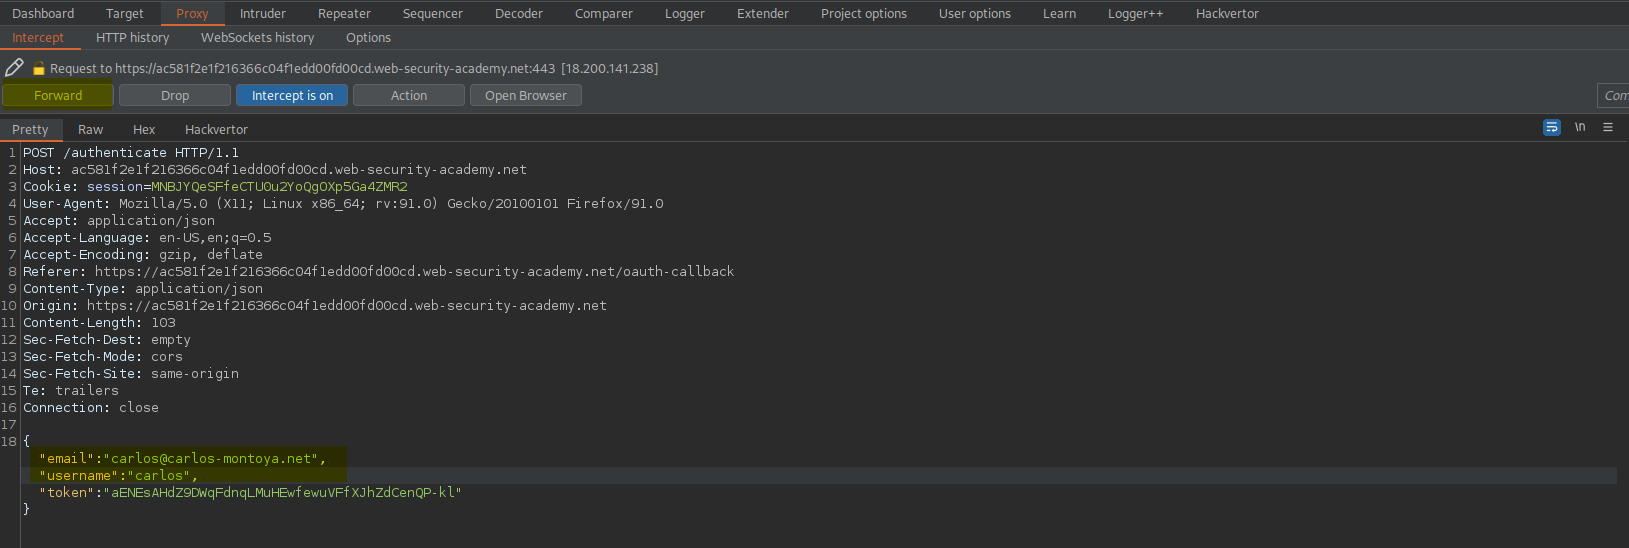 Dashboard Target Proxy Intruder Repeater Sequencer Decoder Comparer Logger Extender Project options User options Learn Logger++ Hackvertor
Intercept HTTP history WebSockets history Options
Request to https://ac581f2e1f216366c04f1edd00fd00cd.web-security-academy.net:443 [18.200.141.238]
Forward Drop Intercept is on Action Open Browser Com
Pretty Raw Hex Hackvertor \n
1 POST /authenticate HTTP/1.1
2 Host: ac581f2e1f216366c04f1edd00fd00cd.web-security-academy.net
3 Cookie: session=MNBJYQeSFfeCTU0u2YoQgOXp5Ga4ZMR2
4 User-Agent: Mozilla/5.0 (X11; Linux x86_64; rv:91.0) Gecko/20100101 Firefox/91.0
5 Accept: application/json
6 Accept-Language: en-US,en;q=0.5
7 Accept-Encoding: gzip, deflate
8 Referer: https://ac581f2e1f216366c04f1edd00fd00cd.web-security-academy.net/oauth-callback
9 Content-Type: application/json
10 Origin: https://ac581f2e1f216366c04f1edd00fd00cd.web-security-academy.net
11 Content-Length: 103
12 Sec-Fetch-Dest: empty
13 Sec-Fetch-Mode: cors
14 Sec-Fetch-Site: same-origin
15 Te: trailers
16 Connection: close
17
18 {
"email":"carlos@carlos-montoya.net",
"username":"carlos",
"token":"aENEsAHdZ9DWqFdnqLMuHEwfewuVFfXJhZdCenQP-kl"
}